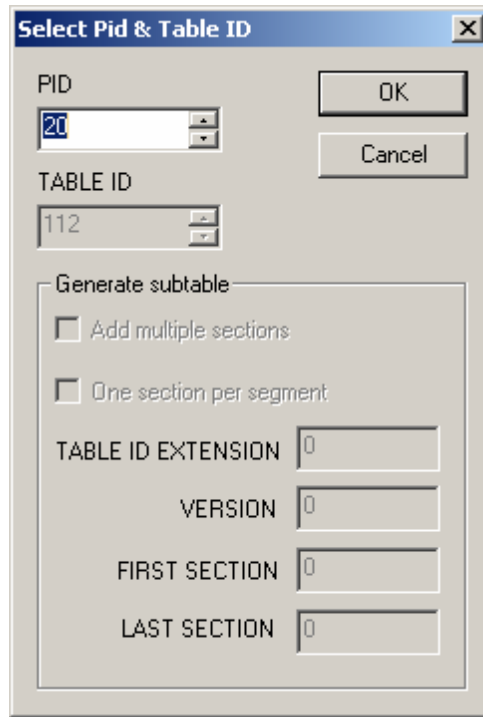 Select Pid & Table ID
PID
OK
20
Cancel
TABLE ID
112
Generate subtable
Add multiple sections
One section per segment
TABLE ID EXTENSION 0
VERSION 0
FIRST SECTION 0
LAST SECTION 0